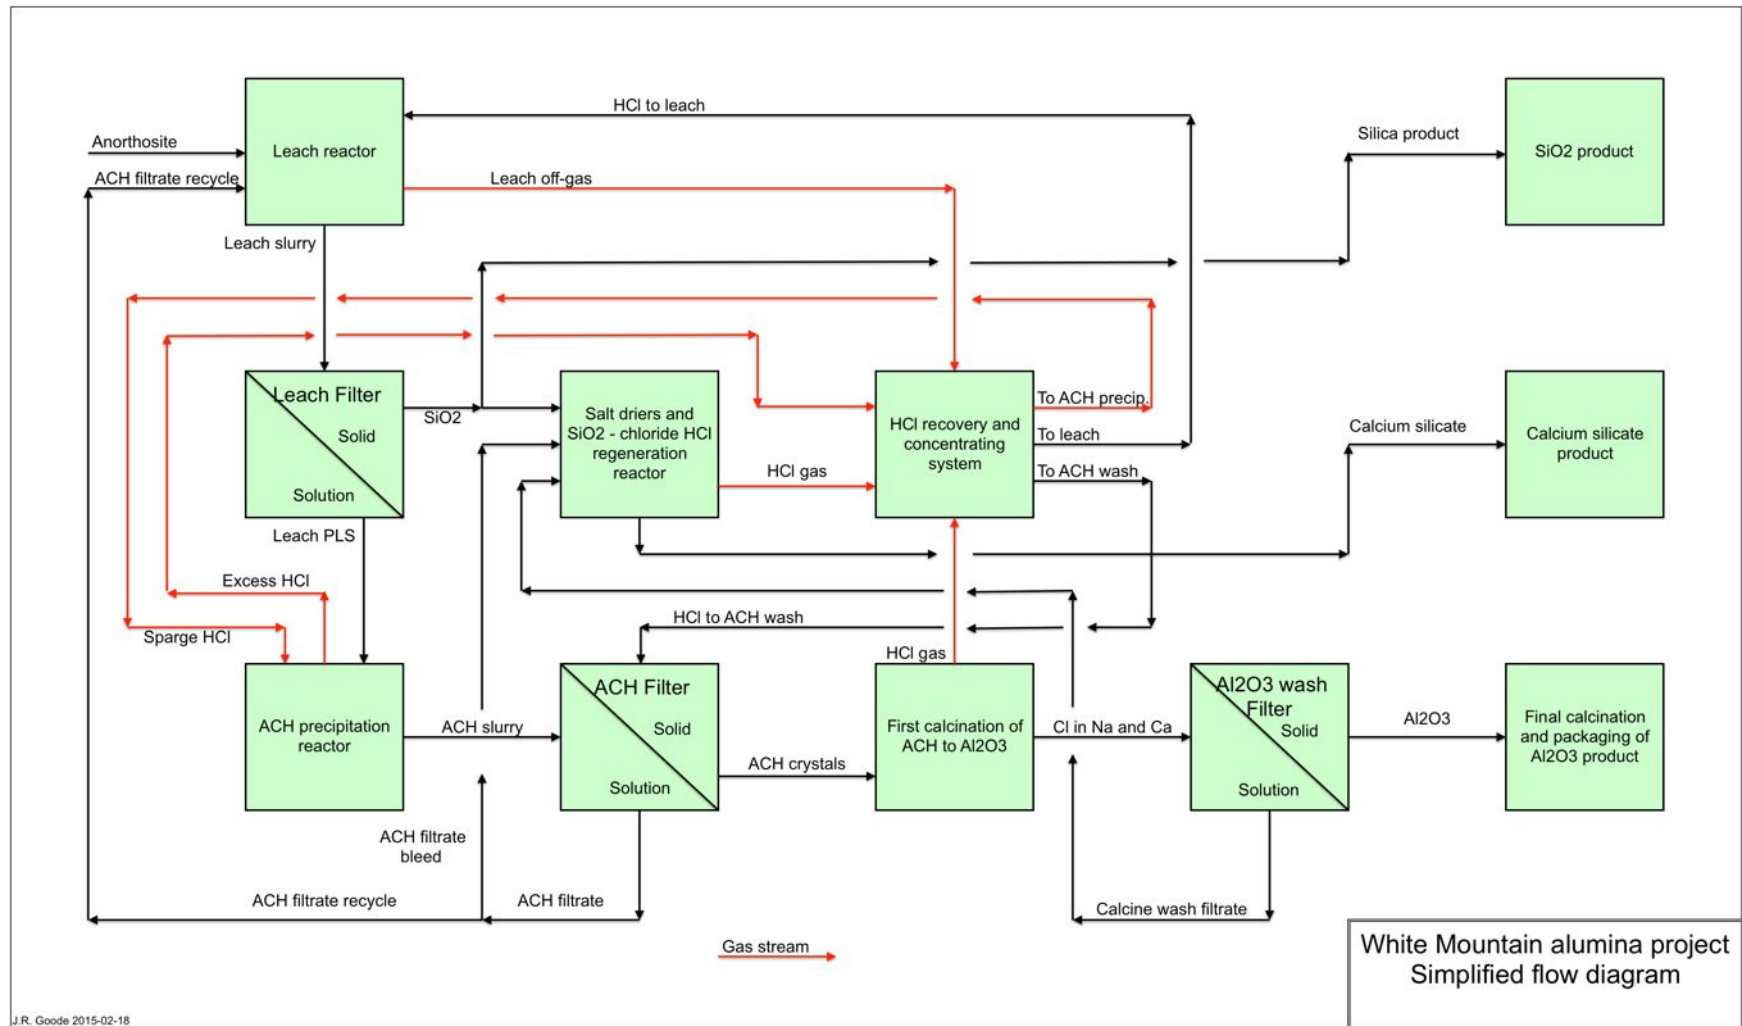 HCl to leach
Anorthosite
Leach reactor
Silica product
SiO2 product
ACH filtrate recycle
Leach off-gas
Leach slurry
Leach Filter
Solid
Solution
SiO2
Salt driers and
SiO2 - chloride HCl
regeneration
reactor
HCl gas
HCl recovery and
concentrating
system
To ACH precip.
To leach
To ACH wash
Calcium silicate
Calcium silicate
product
Leach PLS
Excess HCl
Sparge HCl
HCl to ACH wash
HCl gas
ACH precipitation
reactor
ACH slurry
ACH Filter
Solid
Solution
ACH crystals
First calcination of
ACH to Al2O3
Cl in Na and Ca
Al2O3 wash
Filter
Solid
Solution
Al2O3
Final calcination
and packaging of
Al2O3 product
ACH filtrate
bleed
ACH filtrate recycle
ACH filtrate
Calcine wash filtrate
Gas stream
White Mountain alumina project
Simplified flow diagram
J.R. Goode 2015-02-18